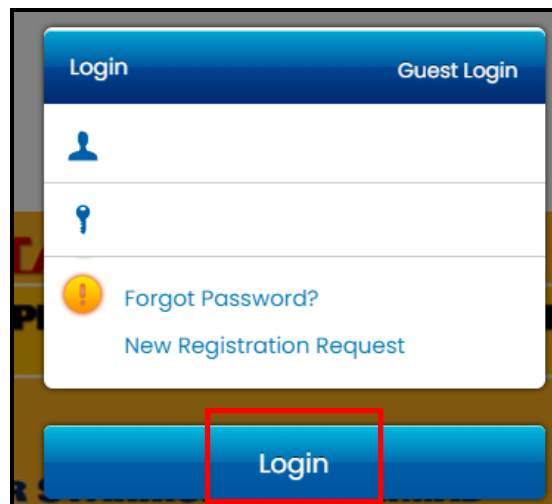 Login
Guest Login
Forgot Password?
New Registration Request
Login